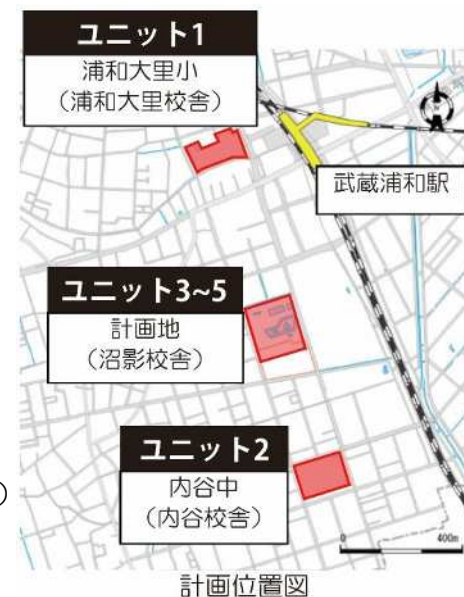 ユニット1
浦和大里小
（浦和大里校舎）
武蔵浦和駅
ユニット3~5
計画地
（沼影校舎）
ユニット2
内谷中
（内谷校舎）
0 400m
計画位置図